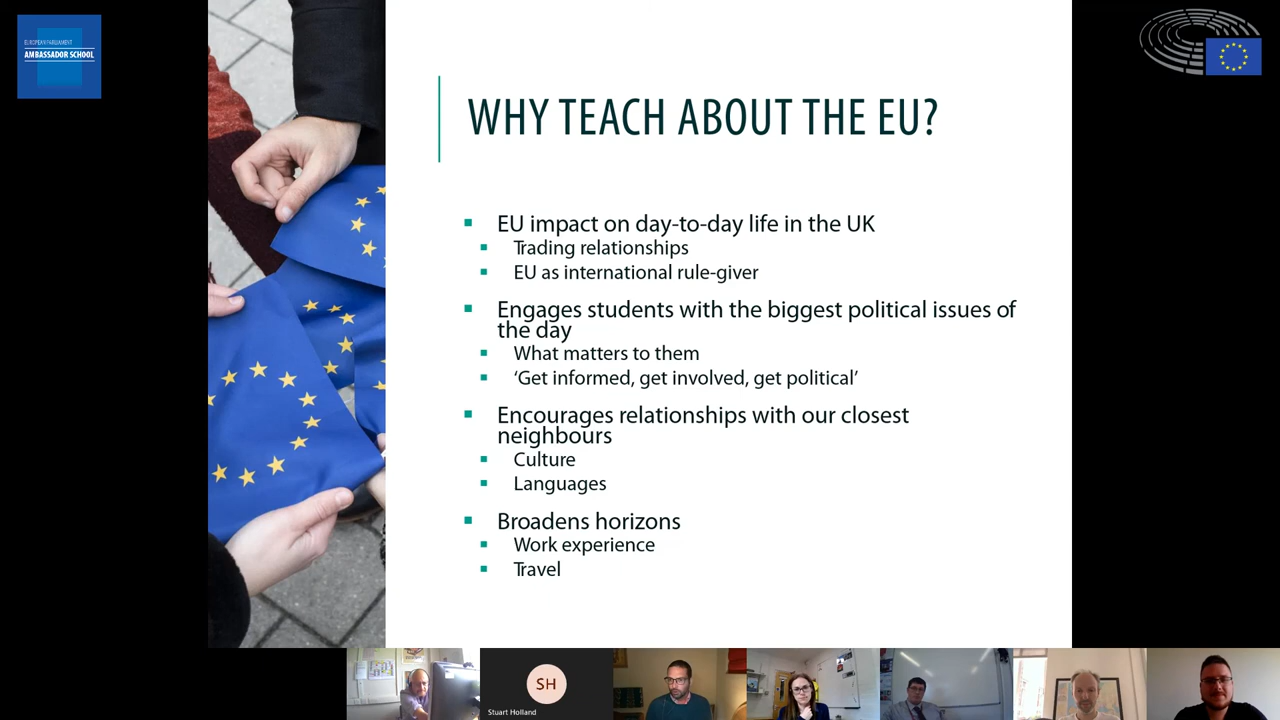 EUROPEAN PARLIAMENT
AMBASSADOR SCHOOL
WHY TEACH ABOUT THE EU?
EU impact on day-to-day life in the UK
Trading relationships
EU as international rule-giver
Engages students with the biggest political issues of
the day
What matters to them
‘Get informed, get involved, get political’
Encourages relationships with our closest
neighbours
Culture
Languages
Broadens horizons
Work experience
Travel
SH
Stuart Holland